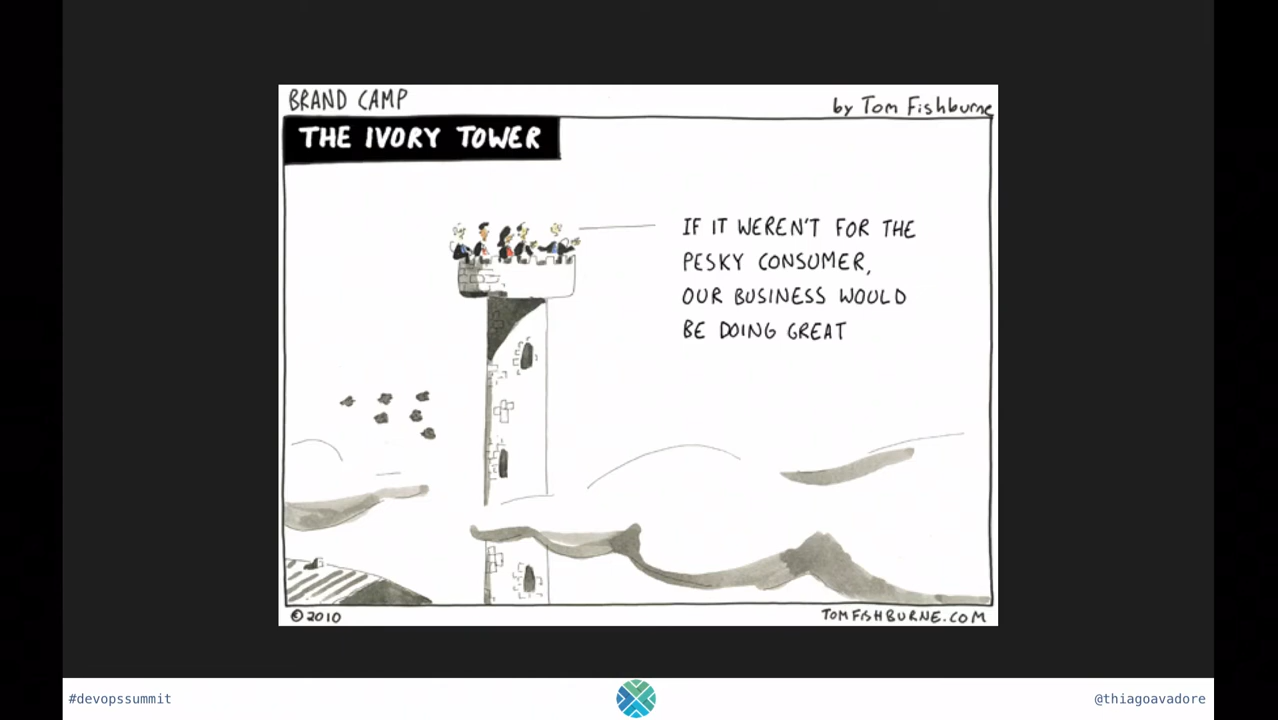 BRAND CAMP
by Tom Fishburne
THE IVORY TOWER
IF IT WEREN'T FOR THE
PESKY CONSUMER,
OUR BUSINESS WOULD
BE DOING GREAT
© 2010
TOMFISHBURNE.COM
#devopssummit
@thiagoavadore